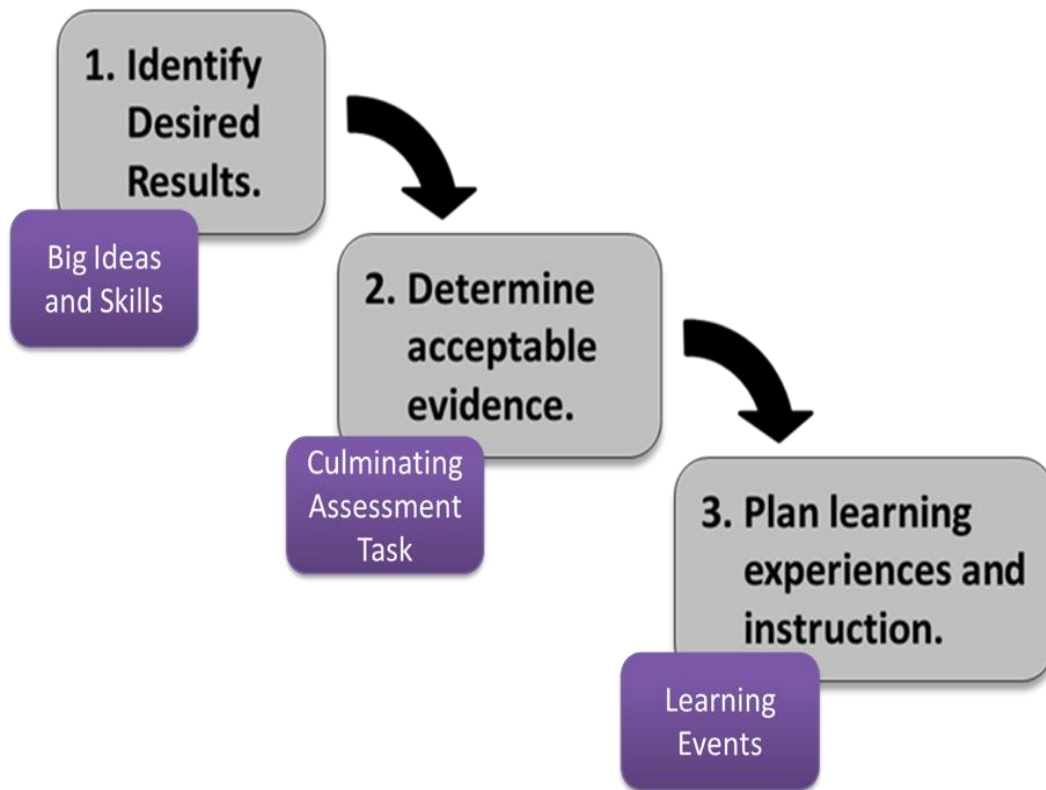 1. Identify
Desired
Results.
Big Ideas
and Skills
2. Determine
acceptable
evidence.
Culminating
Assessment
Task
3. Plan learning
experiences and
instruction.
Learning
Events